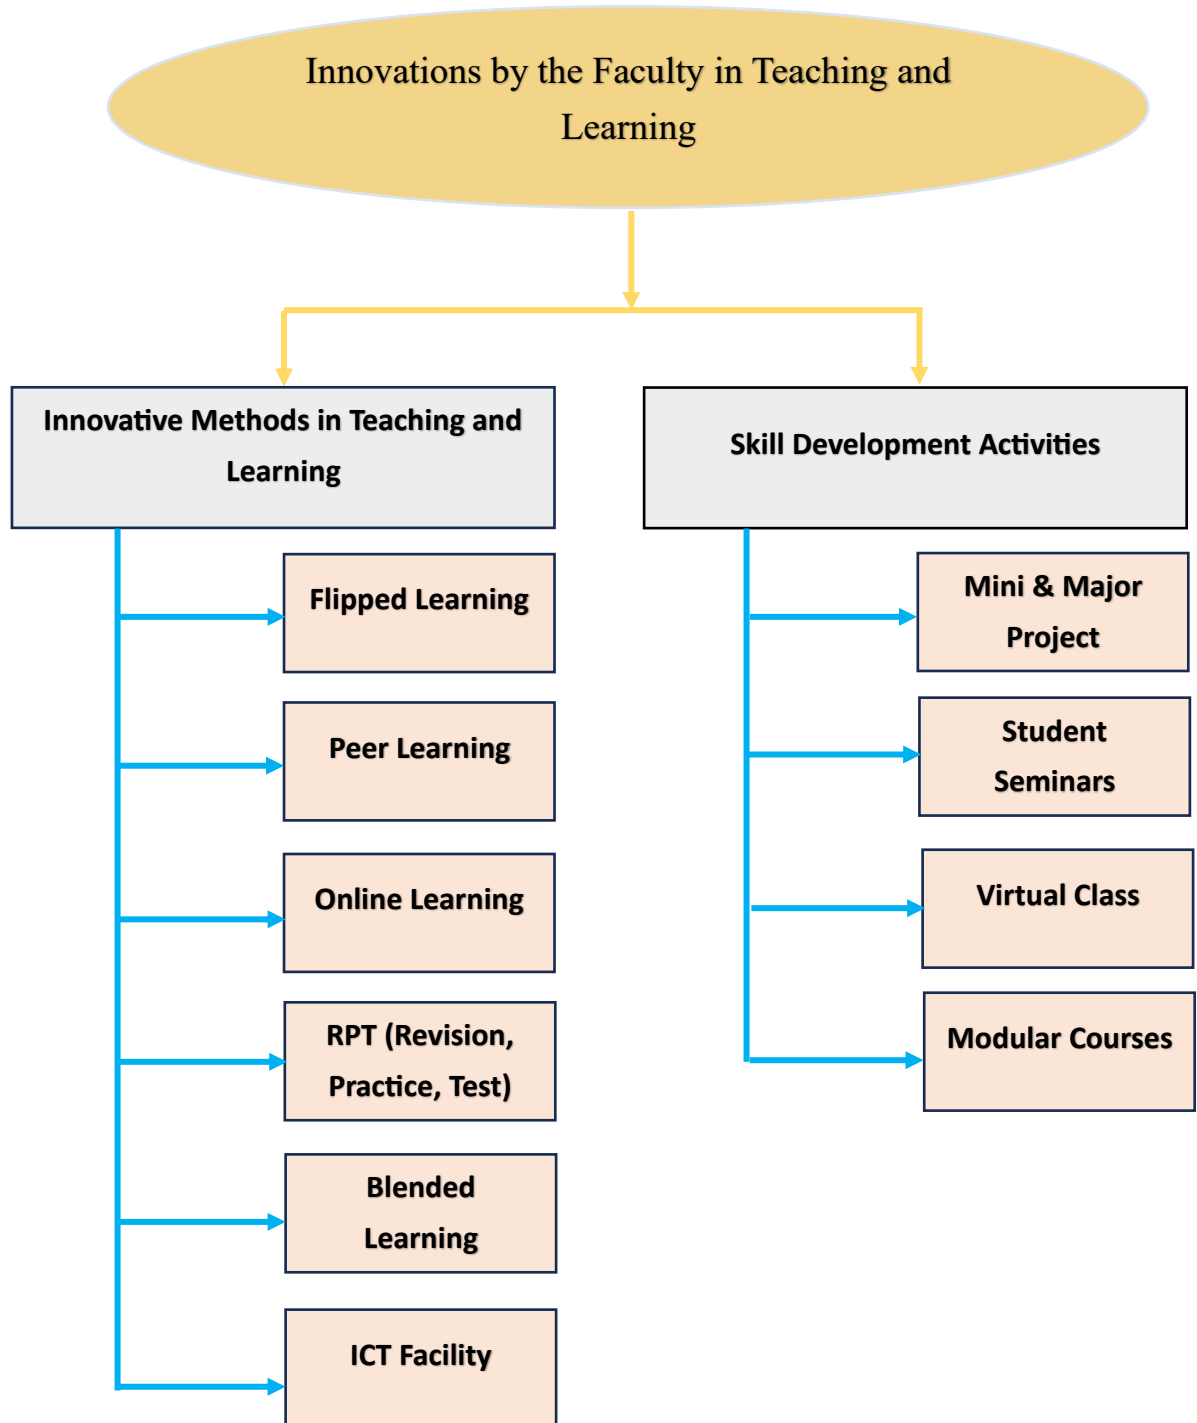 Innovations by the Faculty in Teaching and
Learning
Innovative Methods in Teaching and
Learning
Flipped Learning
Peer Learning
Online Learning
RPT (Revision,
Practice, Test)
Blended
Learning
ICT Facility
Skill Development Activities
Mini & Major
Project
Student
Seminars
Virtual Class
Modular Courses